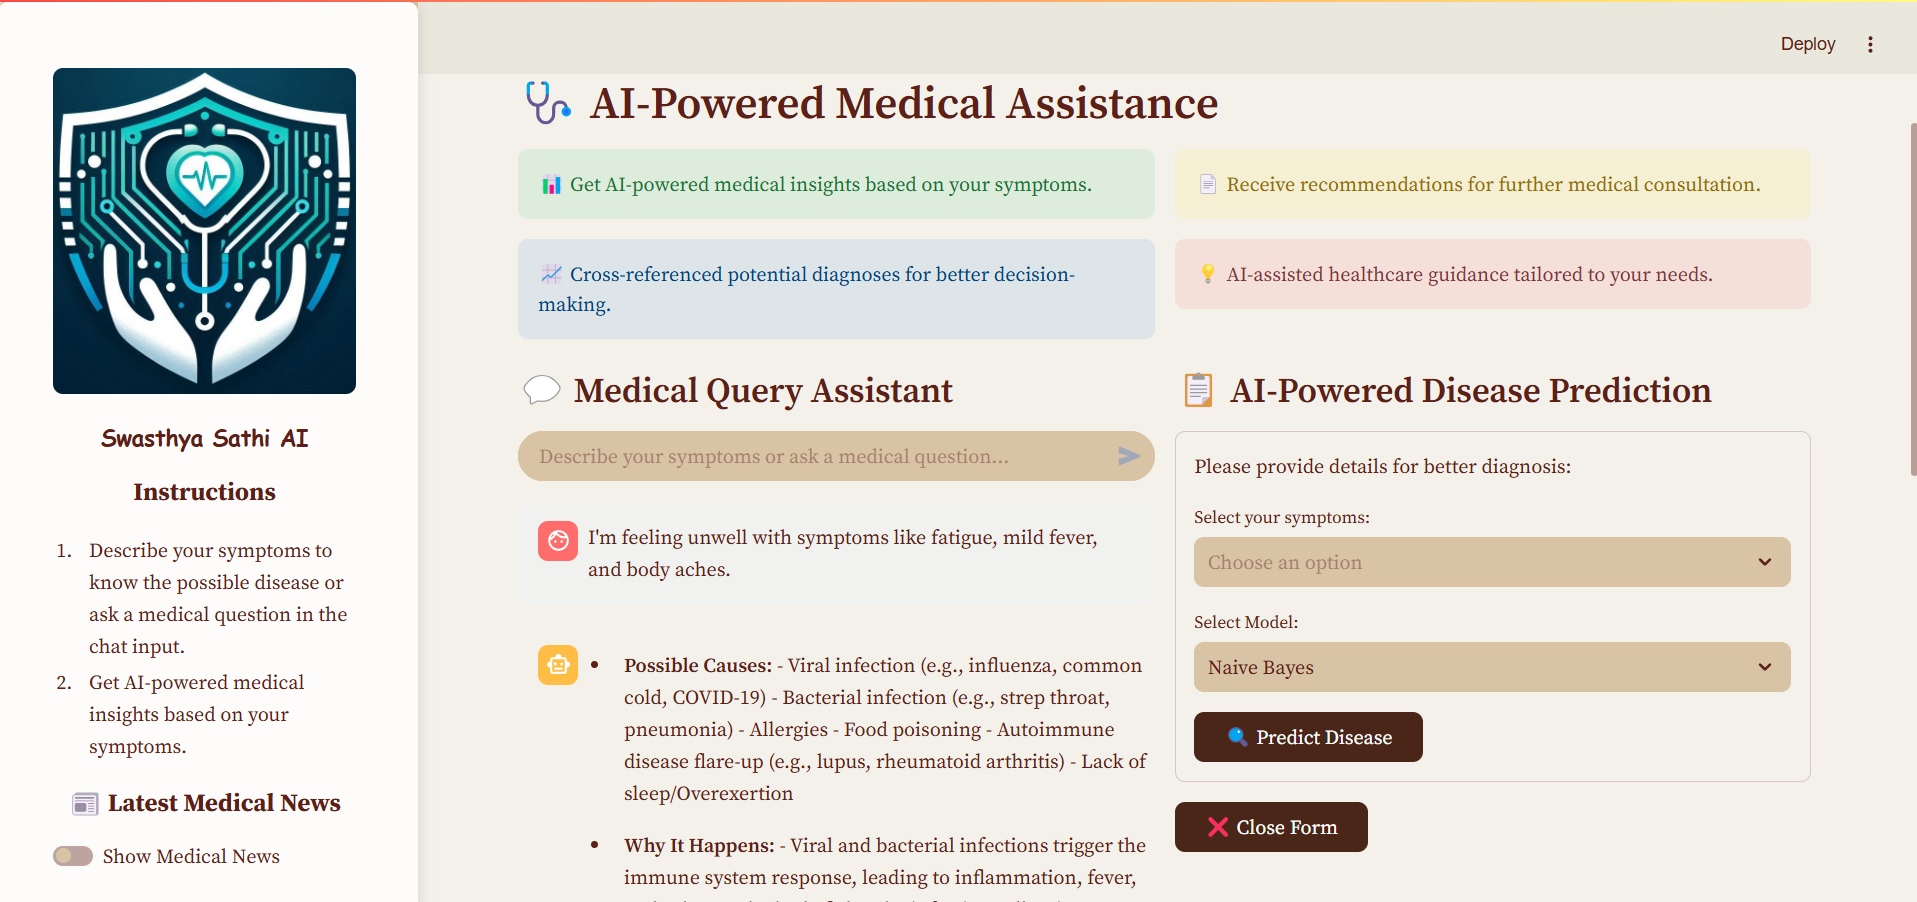 Deploy
Swasthya Sathi AI
Instructions
1. Describe your symptoms to
know the possible disease or
ask a medical question in the
chat input.
2. Get AI-powered medical
insights based on your
symptoms.
Latest Medical News
Show Medical News
AI-Powered Medical Assistance
Get AI-powered medical insights based on your symptoms.
Receive recommendations for further medical consultation.
Cross-referenced potential diagnoses for better decision-
making.
AI-assisted healthcare guidance tailored to your needs.
Medical Query Assistant
Describe your symptoms or ask a medical question...
I'm feeling unwell with symptoms like fatigue, mild fever,
and body aches.
• Possible Causes: - Viral infection (e.g., influenza, common
cold, COVID-19) - Bacterial infection (e.g., strep throat,
pneumonia) - Allergies - Food poisoning - Autoimmune
disease flare-up (e.g., lupus, rheumatoid arthritis) - Lack of
sleep/Overexertion
• Why It Happens: - Viral and bacterial infections trigger the
immune system response, leading to inflammation, fever,
AI-Powered Disease Prediction
Please provide details for better diagnosis:
Select your symptoms:
Choose an option
Select Model:
Naive Bayes
Predict Disease
Close Form